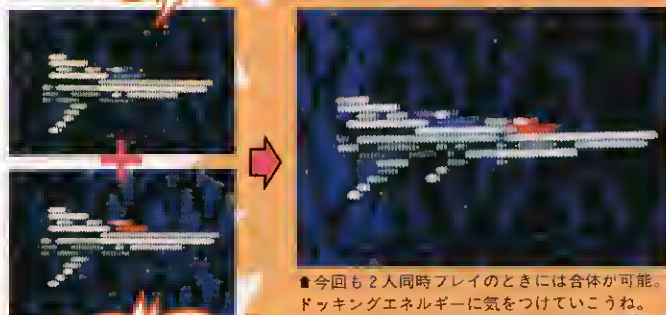 ⬆今回も2人同時プレイのときには合体が可能。
ドッキングエネルギーに気をつけていこうね。